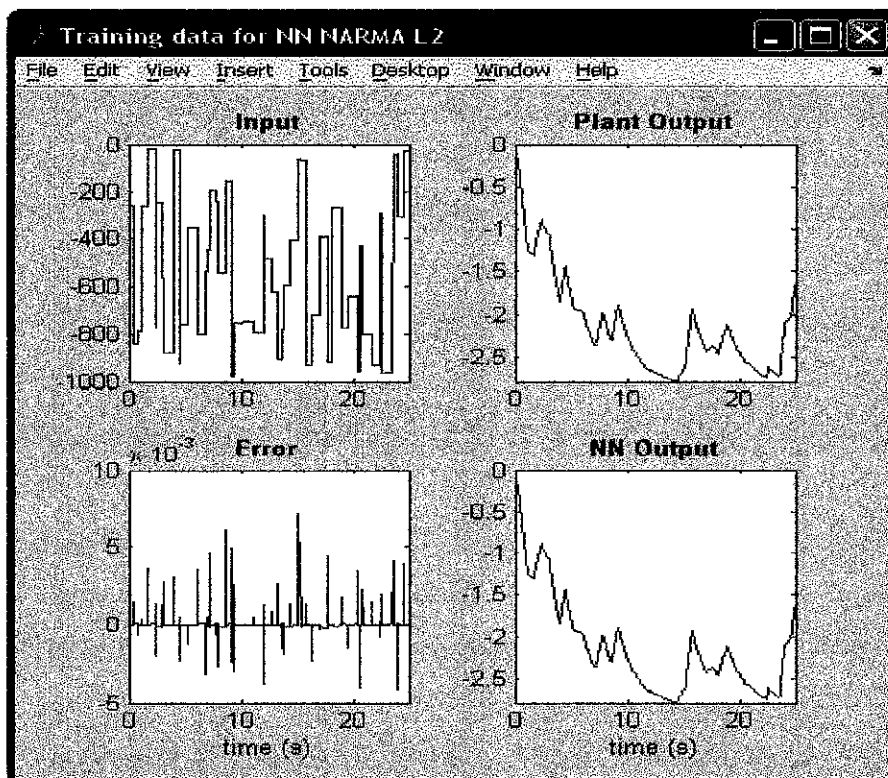 Training data for NN NARMA L2
File Edit View Insert Tools Desktop Window Help
Input
0
-200
-400
-600
-800
1000
0 10 20
Plant Output
0
-0.5
-1
-1.5
-2
-2.5
0 10 20
x 10^-3
Error
10
5
0
-5
0 10 20
time (s)
NN Output
0
-0.5
-1
-1.5
-2
-2.5
0 10 20
time (s)